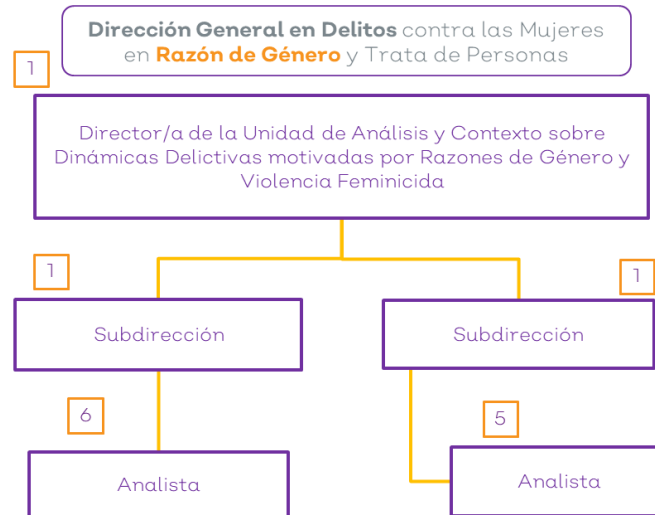 Dirección General en Delitos contra las Mujeres
en Razón de Género y Trata de Personas
1
Director/a de la Unidad de Análisis y Contexto sobre
Dinámicas Delictivas motivadas por Razones de Género y
Violencia Feminicida
1
1
Subdirección
Subdirección
6
5
Analista
Analista